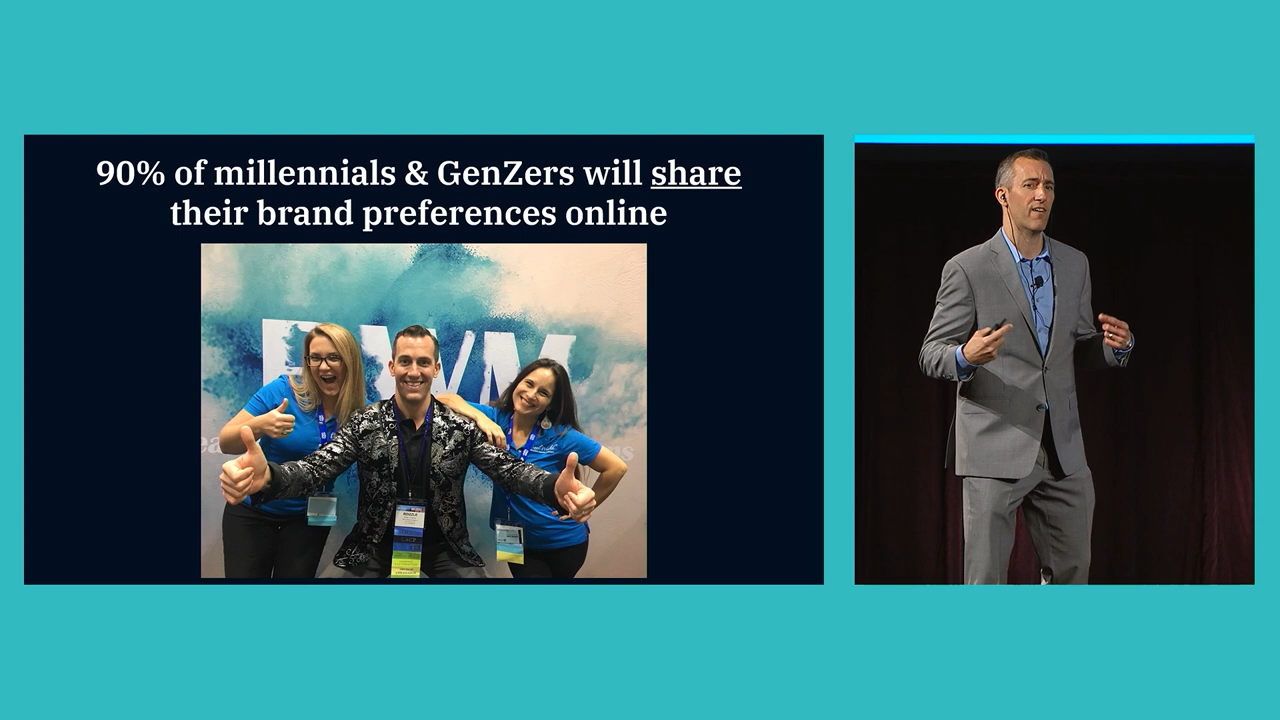 90% of millennials & GenZers will share
their brand preferences online